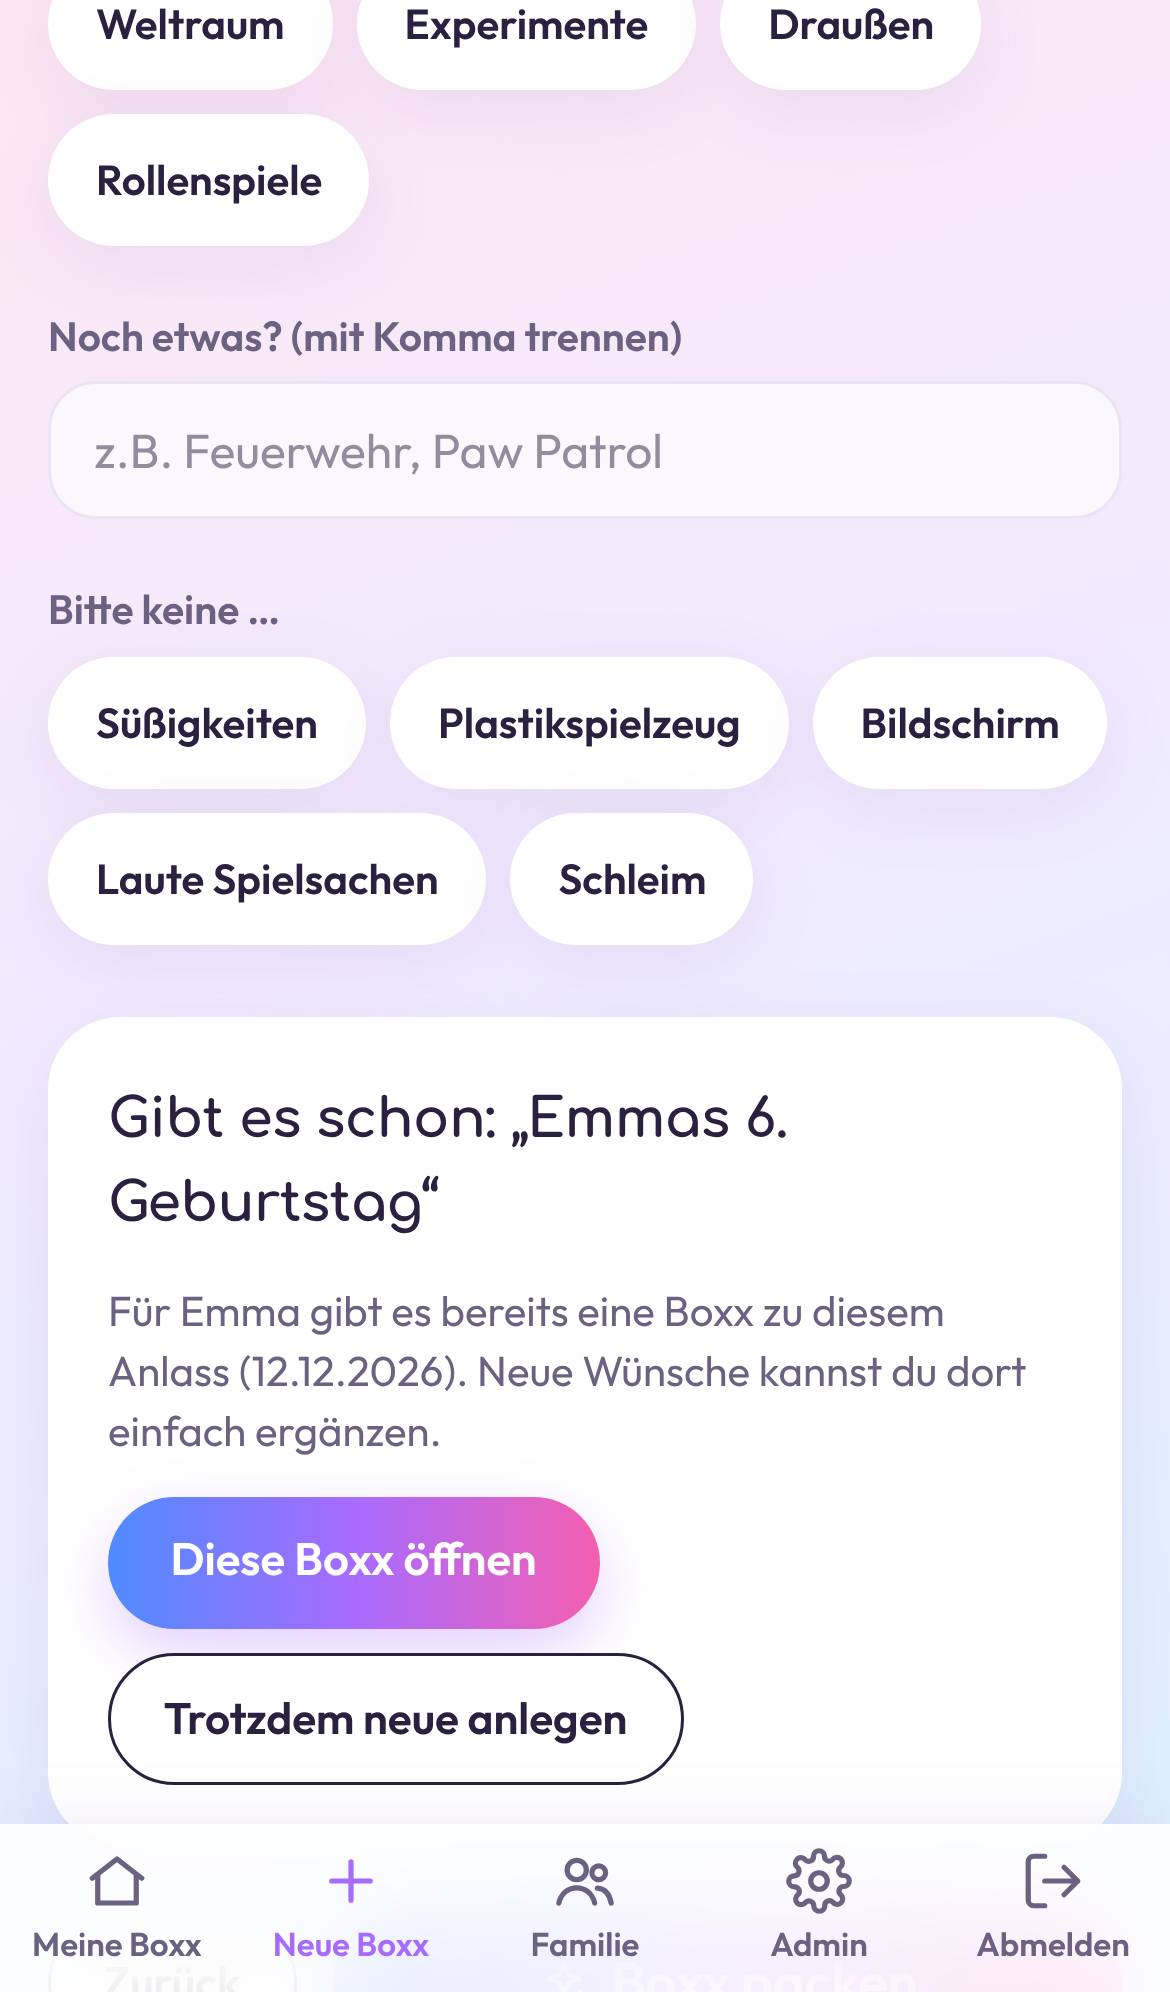 Weltraum
Experimente
Draußen
Rollenspiele
Noch etwas? (mit Komma trennen)
z.B. Feuerwehr, Paw Patrol
Bitte keine ...
Süßigkeiten
Plastikspielzeug
Bildschirm
Laute Spielsachen
Schleim
Gibt es schon: „Emmas 6.
Geburtstag“
Für Emma gibt es bereits eine Boxx zu diesem
Anlass (12.12.2026). Neue Wünsche kannst du dort
einfach ergänzen.
Diese Boxx öffnen
Trotzdem neue anlegen
Meine Boxx
Neue Boxx
Familie
Admin
Abmelden
Zurück
Boxx packen